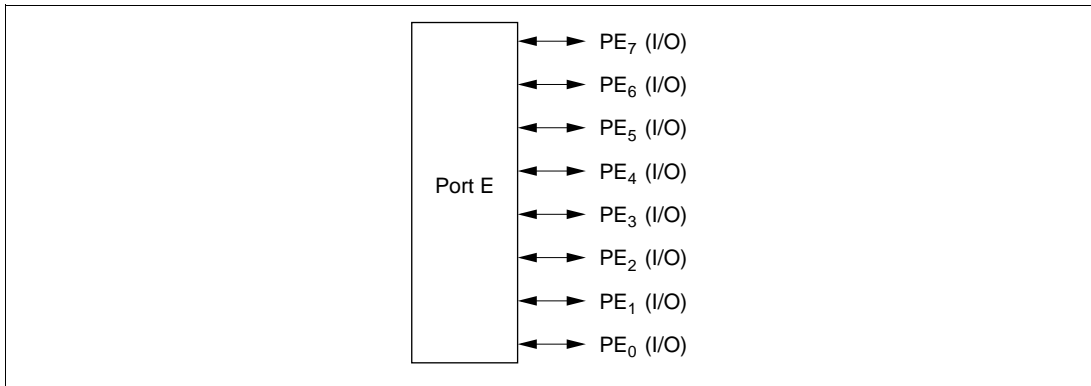 PE7 (I/O)
PE6 (I/O)
PE5 (I/O)
PE4 (I/O)
Port E
PE3 (I/O)
PE2 (I/O)
PE1 (I/O)
PE0 (I/O)